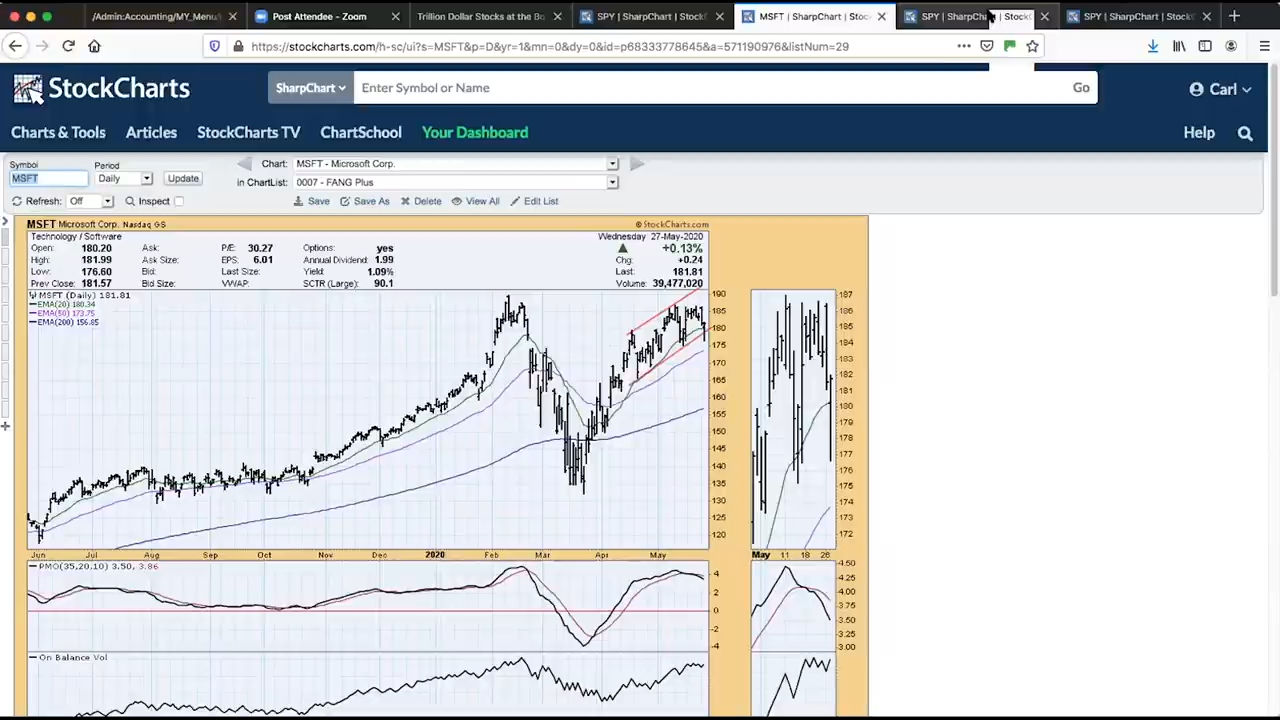 /Admin:Accounting/MY_Menu
Post Attendee - Zoom
Trillion Dollar Stocks at the Bo
SPY | SharpChart | StockC
MSFT | SharpChart | Stoc
SPY | SharpCha
| StockC
SPY | SharpChart | StockC
https://stockcharts.com/h-sc/ui?s=MSFT&p=D&yr=1&mn=0&dy=0&id=p68333778645&a=571190976&listNum=29
StockCharts
SharpChart
Enter Symbol or Name
Go
Carl
Charts & Tools
Articles
StockCharts TV
ChartSchool
Your Dashboard
Help
Symbol
Period
Chart:
MSFT - Microsoft Corp.
MSFT
Daily
Update
in ChartList:
0007 - FANG Plus
Refresh:
Off
Inspect
Save
Save As
Delete
View All
Edit List
MSFT Microsoft Corp. Nasdaq GS
© StockCharts.com
Technology / Software
Wednesday 27-May-2020
Open: 180.20 Ask: P/E: 30.27 Options: yes +0.13%
High: 181.99 Ask Size: EPS: 6.01 Annual Dividend: 1.99 Chg: +0.24
Low: 176.60 Bid: Last Size: Yield: 1.09% Last: 181.81
Prev Close: 181.57 Bid Size: VWAP: SCTR (Large): 90.1 Volume: 39,477,020
MSFT (Daily) 181.81
EMA(20) 180.34
EMA(50) 173.75
EMA(200) 156.85
190
185
180
175
170
165
160
155
150
145
140
135
130
125
120
187
186
185
184
183
182
181
180
179
178
177
176
175
174
173
172
Jun Jul Aug Sep Oct Nov Dec 2020 Feb Mar Apr May
May 11 18 26
PMO(35,20,10) 3.50, 3.86
4
2
0
-2
-4
4.50
4.25
4.00
3.75
3.50
3.25
3.00
On Balance Vol